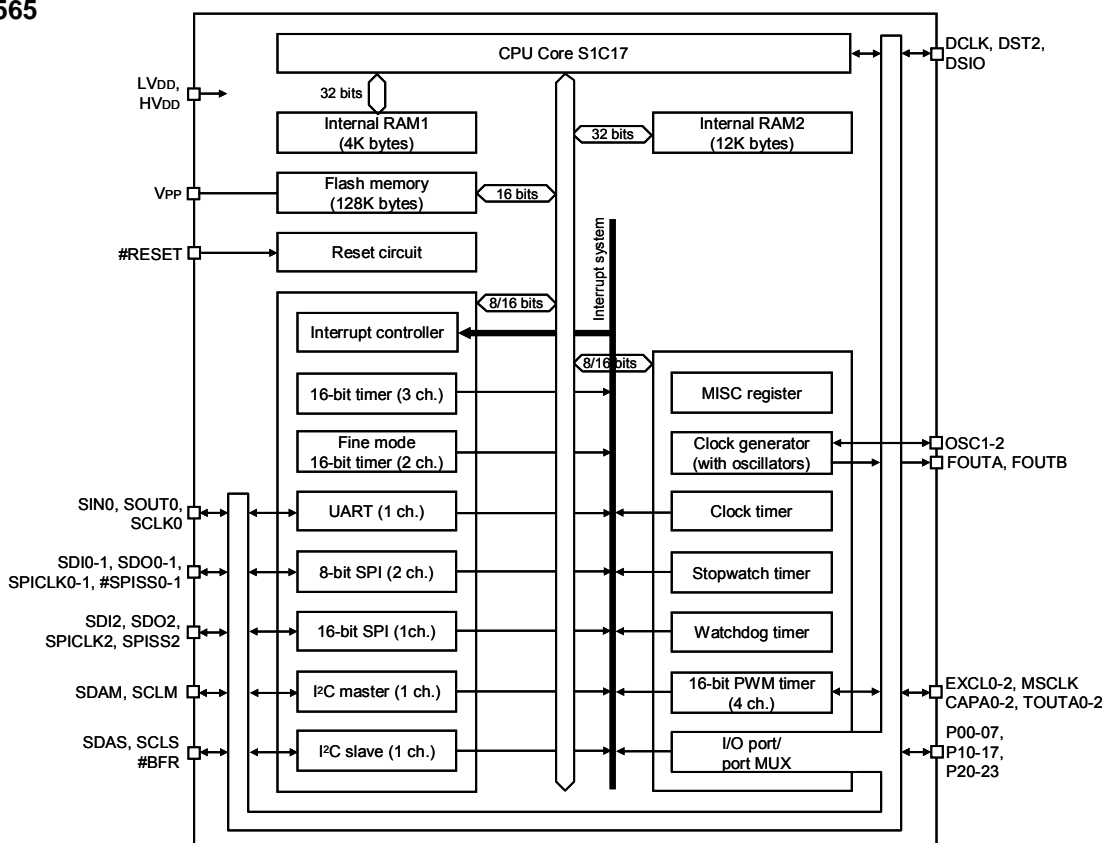 565
CPU Core S1C17
DCLK, DST2,
DSIO
LVDD,
HVDD
32 bits
Internal RAM1
(4K bytes)
32 bits
Internal RAM2
(12K bytes)
VPP
Flash memory
(128K bytes)
16 bits
#RESET
Reset circuit
Interrupt system
8/16 bits
Interrupt controller
8/16 bits
16-bit timer (3 ch.)
MISC register
Fine mode
16-bit timer (2 ch.)
Clock generator
(with oscillators)
OSC1-2
FOUTA, FOUTB
SIN0, SOUT0,
SCLK0
UART (1 ch.)
Clock timer
SDI0-1, SDO0-1,
SPICLK0-1, #SPISS0-1
8-bit SPI (2 ch.)
Stopwatch timer
SDI2, SDO2,
SPICLK2, SPISS2
16-bit SPI (1ch.)
Watchdog timer
SDAM, SCLM
I²C master (1 ch.)
16-bit PWM timer
(4 ch.)
EXCL0-2, MSCLK
CAPA0-2, TOUTA0-2
SDAS, SCLS
#BFR
I²C slave (1 ch.)
I/O port/
port MUX
P00-07,
P10-17,
P20-23